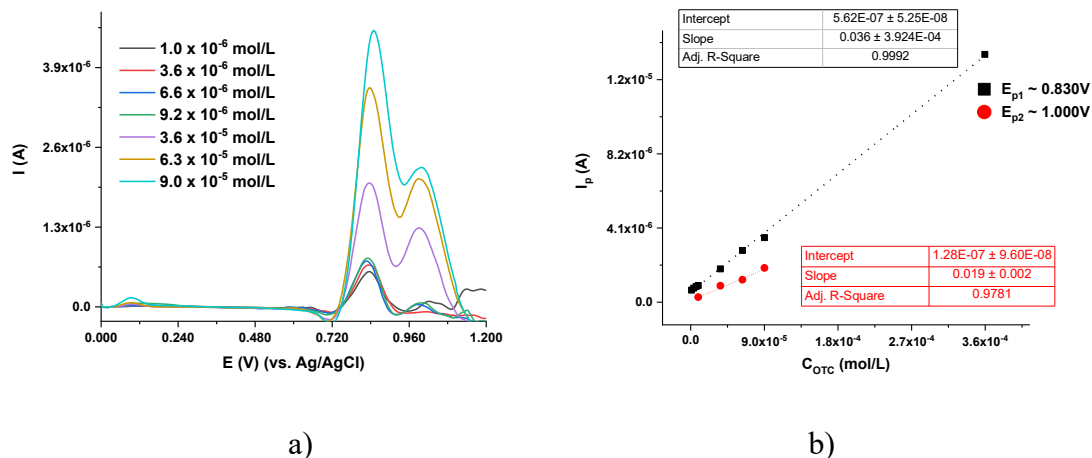 1.0 x 10⁻⁶ mol/L
3.6 x 10⁻⁶ mol/L
6.6 x 10⁻⁶ mol/L
9.2 x 10⁻⁶ mol/L
3.6 x 10⁻⁵ mol/L
6.3 x 10⁻⁵ mol/L
9.0 x 10⁻⁵ mol/L
3.9x10⁻⁶
2.6x10⁻⁶
1.3x10⁻⁶
0.0
I (A)
0.000 0.240 0.480 0.720 0.960 1.200
E (V) (vs. Ag/AgCl)
a)
Intercept 5.62E-07 ± 5.25E-08
Slope 0.036 ± 3.924E-04
Adj. R-Square 0.9992
Eₚ₁ ~ 0.830V
Eₚ₂ ~ 1.000V
1.2x10⁻⁵
8.2x10⁻⁶
4.1x10⁻⁶
0.0
Iₚ (A)
Intercept 1.28E-07 ± 9.60E-08
Slope 0.019 ± 0.002
Adj. R-Square 0.9781
0.0 9.0x10⁻⁵ 1.8x10⁻⁴ 2.7x10⁻⁴ 3.6x10⁻⁴
C_OTC (mol/L)
b)